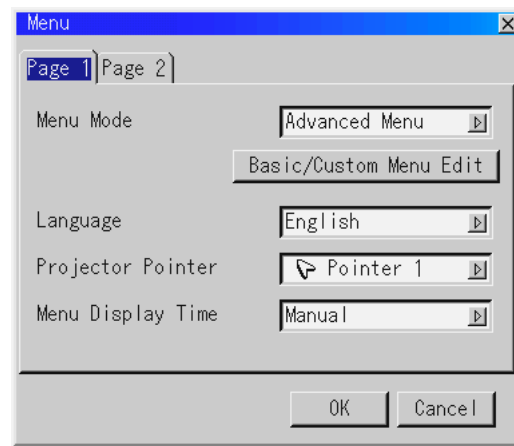 Menu
Page 1 Page 2
Menu Mode Advanced Menu
Basic/Custom Menu Edit
Language English
Projector Pointer Pointer 1
Menu Display Time Manual
OK Cancel